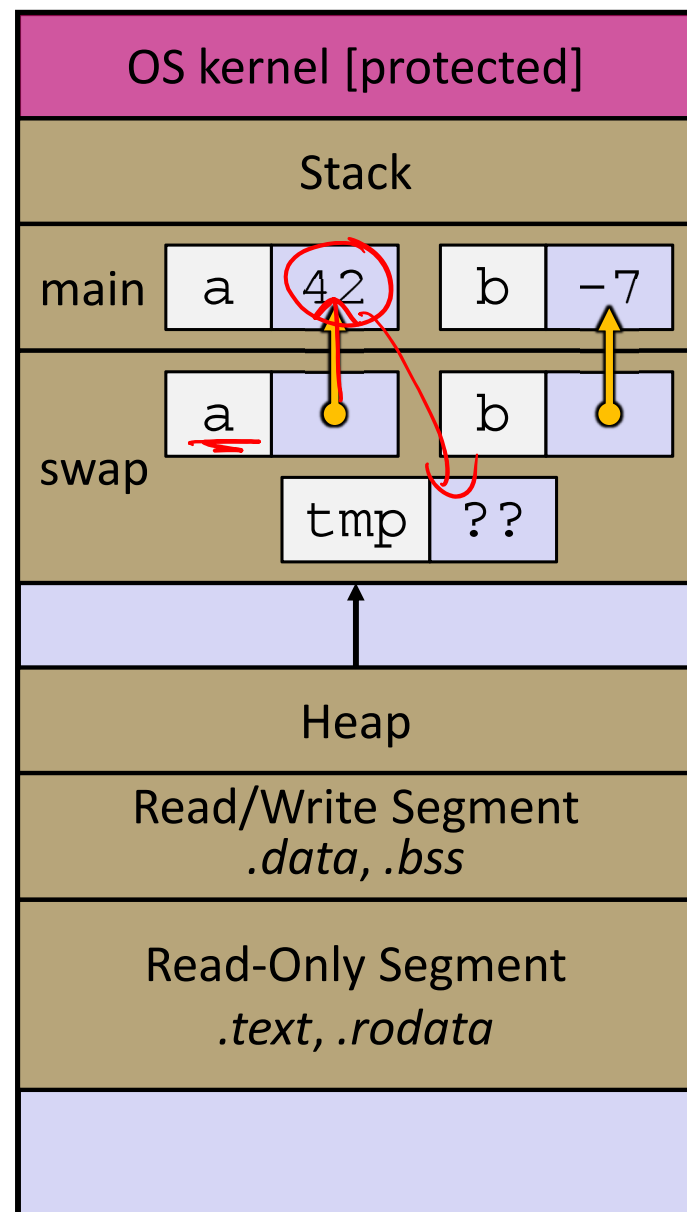 OS kernel [protected]
Stack
main a 42 b -7
swap a b
tmp ??
Heap
Read/Write Segment
.data, .bss
Read-Only Segment
.text, .rodata